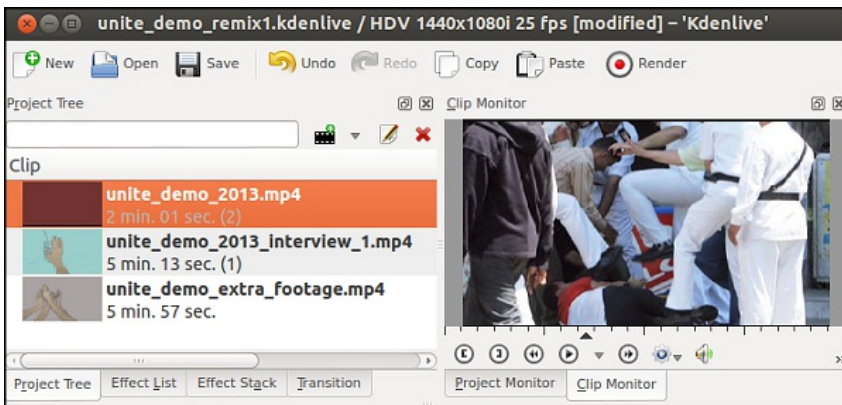 unite_demo_remix1.kdenlive / HDV 1440x1080i 25 fps [modified] – 'Kdenlive'
New Open Save Undo Redo Copy Paste Render
Project Tree
Clip Monitor
Clip
unite_demo_2013.mp4
2 min. 01 sec. (2)
unite_demo_2013_interview_1.mp4
5 min. 13 sec. (1)
unite_demo_extra_footage.mp4
5 min. 57 sec.
Project Tree Effect List Effect Stack Transition
Project Monitor Clip Monitor